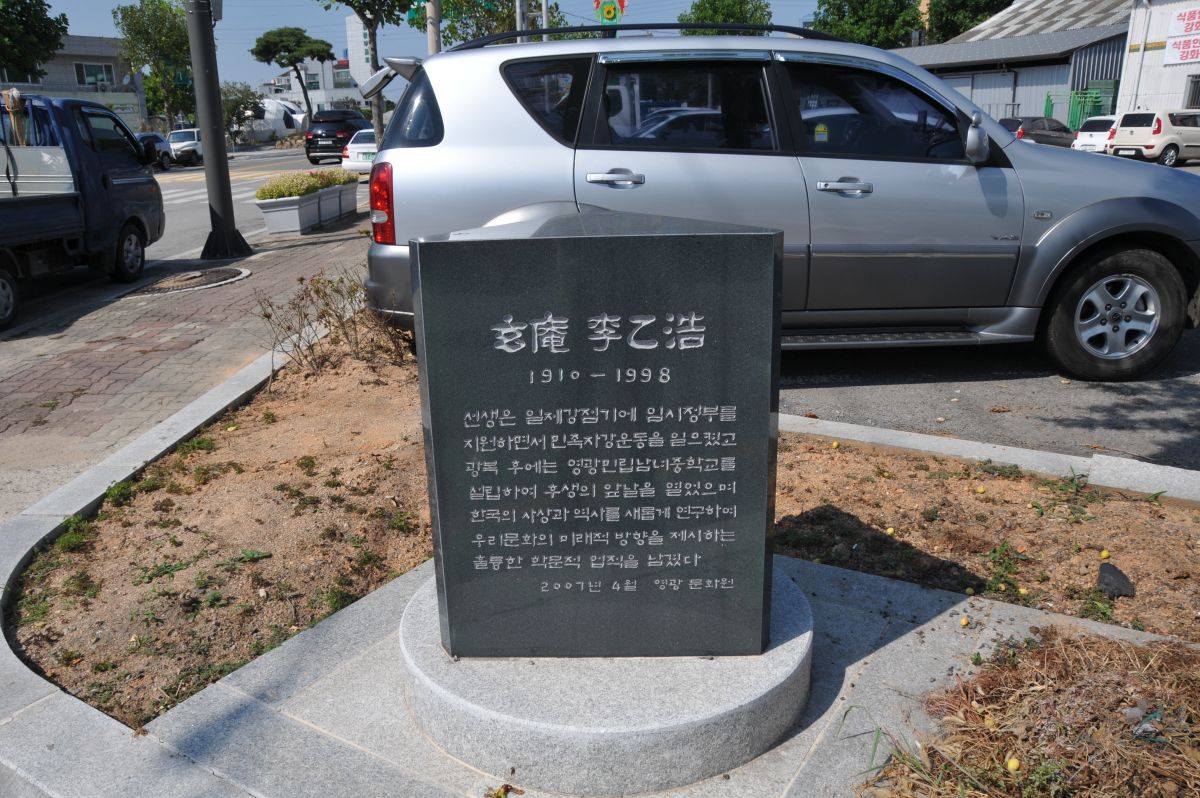 玄庵 李乙浩
1910 - 1998
선생은 일제강점기에 임시정부를
지원하면서 민족자강운동을 일으켰고
광복 후에는 영광민립남녀중학교를
설립하여 후생의 앞날을 열었으며
한국의 사상과 역사를 새롭게 연구하여
우리문화의 미래적 방향을 제시하는
훌륭한 학문적 업적을 남겼다
2007년 4월 영광 문화원